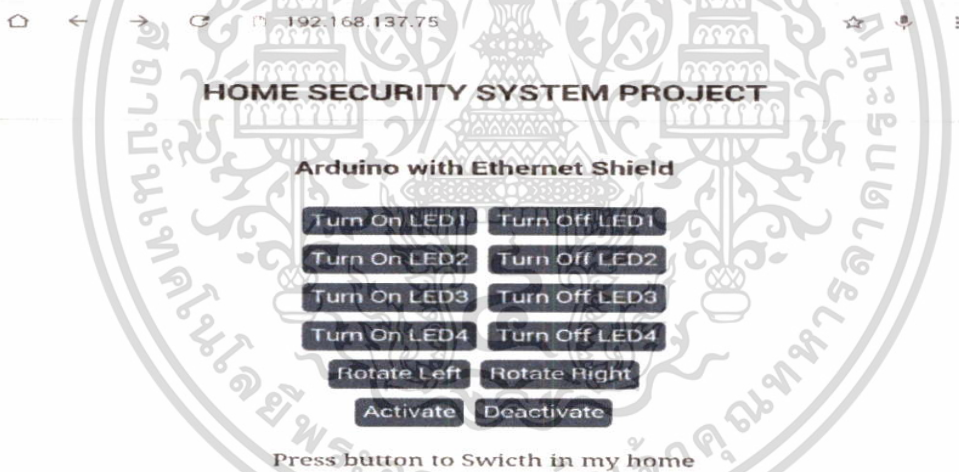 192.168.137.75
HOME SECURITY SYSTEM PROJECT
Arduino with Ethernet Shield
Turn On LED1 Turn Off LED1
Turn On LED2 Turn Off LED2
Turn On LED3 Turn Off LED3
Turn On LED4 Turn Off LED4
Rotate Left Rotate Right
Activate Deactivate
Press button to Swicth in my home